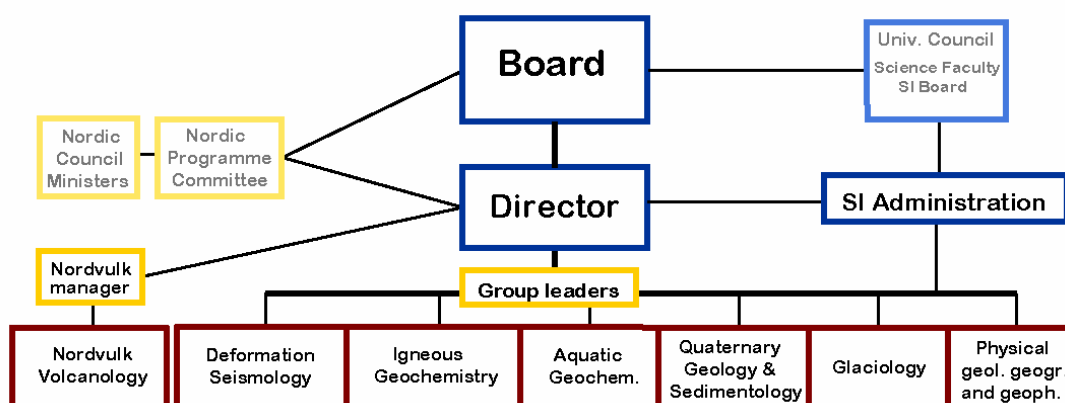 Board
Univ. Council
Science Faculty
SI Board
Nordic
Council
Ministers
Nordic
Programme
Committee
Director
SI Administration
Nordvulk
manager
Group leaders
Nordvulk
Volcanology
Deformation
Seismology
Igneous
Geochemistry
Aquatic
Geochem.
Quaternary
Geology &
Sedimentology
Glaciology
Physical
geol. geogr.
and geoph.